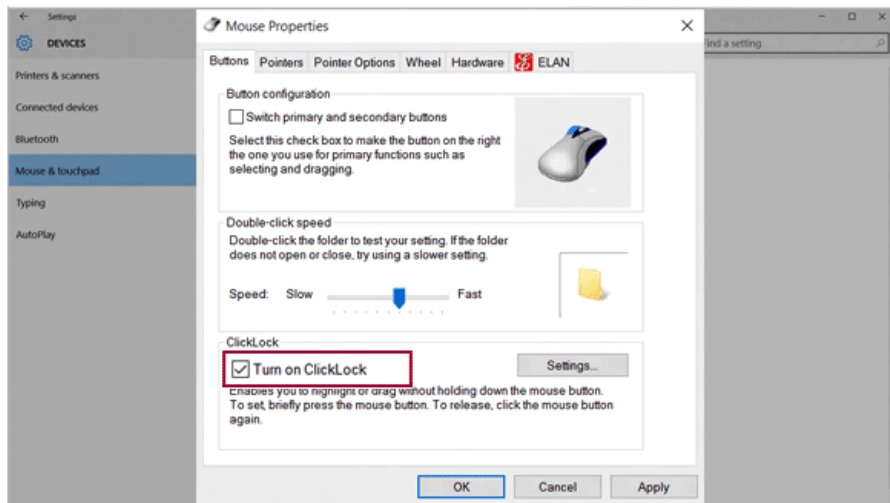 Settings
DEVICES
Find a setting
Printers & scanners
Connected devices
Bluetooth
Mouse & touchpad
Typing
AutoPlay
Mouse Properties
Buttons Pointers Pointer Options Wheel Hardware ELAN
Button configuration
Switch primary and secondary buttons
Select this check box to make the button on the right
the one you use for primary functions such as
selecting and dragging.
Double-click speed
Double-click the folder to test your setting. If the folder
does not open or close, try using a slower setting.
Speed: Slow Fast
ClickLock
Turn on ClickLock
Settings...
Enables you to highlight or drag without holding down the mouse button.
To set, briefly press the mouse button. To release, click the mouse button
again.
OK Cancel Apply